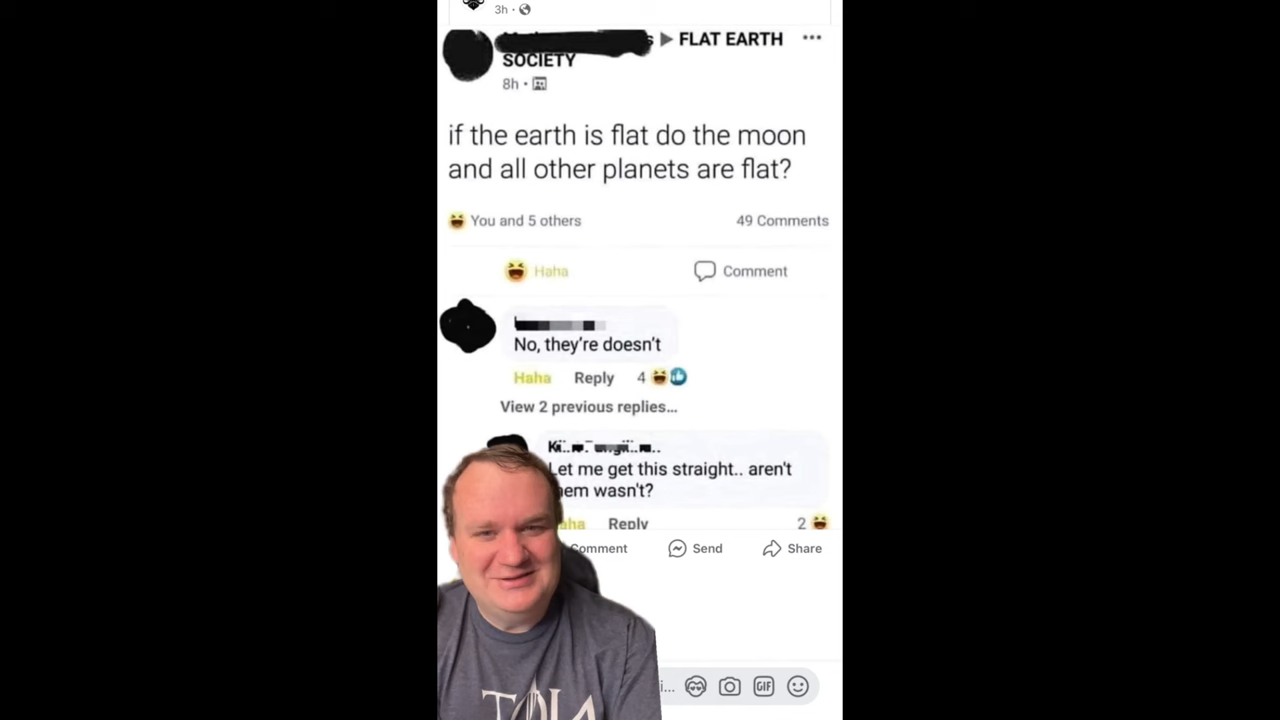 3h
FLAT EARTH
SOCIETY
8h
if the earth is flat do the moon
and all other planets are flat?
You and 5 others 49 Comments
Haha Comment
No, they're doesn't
Haha Reply 4
View 2 previous replies...
Let me get this straight.. aren't
wasn't?
Reply 2
Comment Send Share
GIF